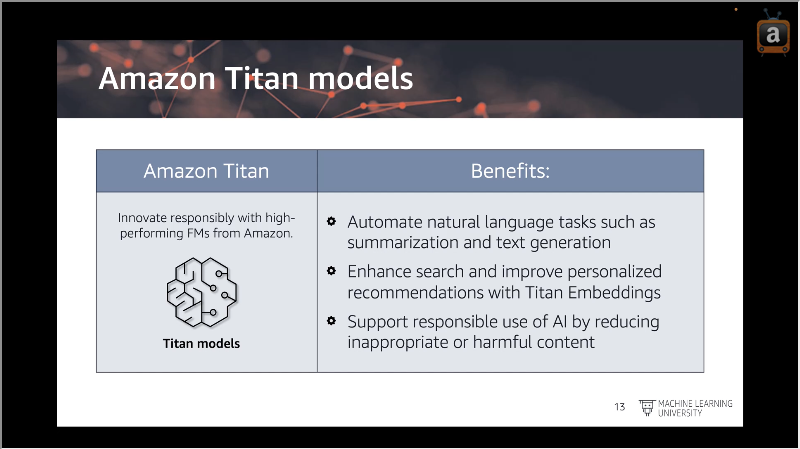 a
Amazon Titan models
Amazon Titan
Benefits:
Innovate responsibly with high-
performing FMs from Amazon.
Titan models
Automate natural language tasks such as
summarization and text generation
Enhance search and improve personalized
recommendations with Titan Embeddings
Support responsible use of AI by reducing
inappropriate or harmful content
13
MACHINE LEARNING
UNIVERSITY